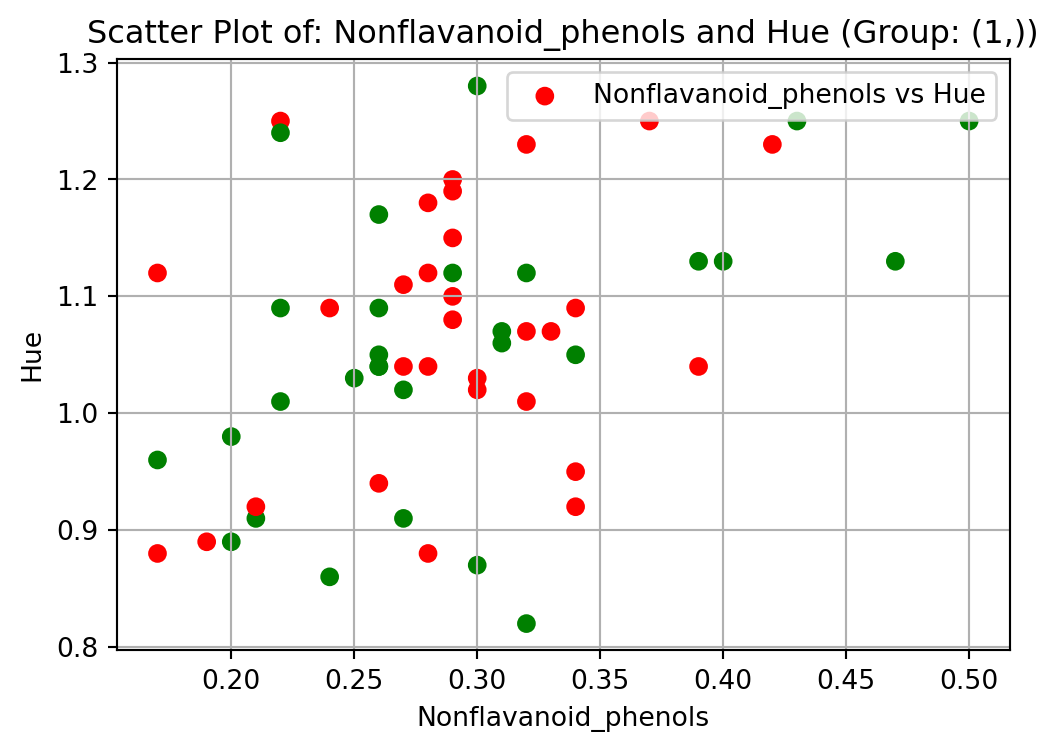 Scatter Plot of: Nonflavanoid_phenols and Hue (Group: (1,))
Nonflavanoid_phenols vs Hue
1.3
1.2
1.1
1.0
0.9
0.8
Hue
0.20 0.25 0.30 0.35 0.40 0.45 0.50
Nonflavanoid_phenols